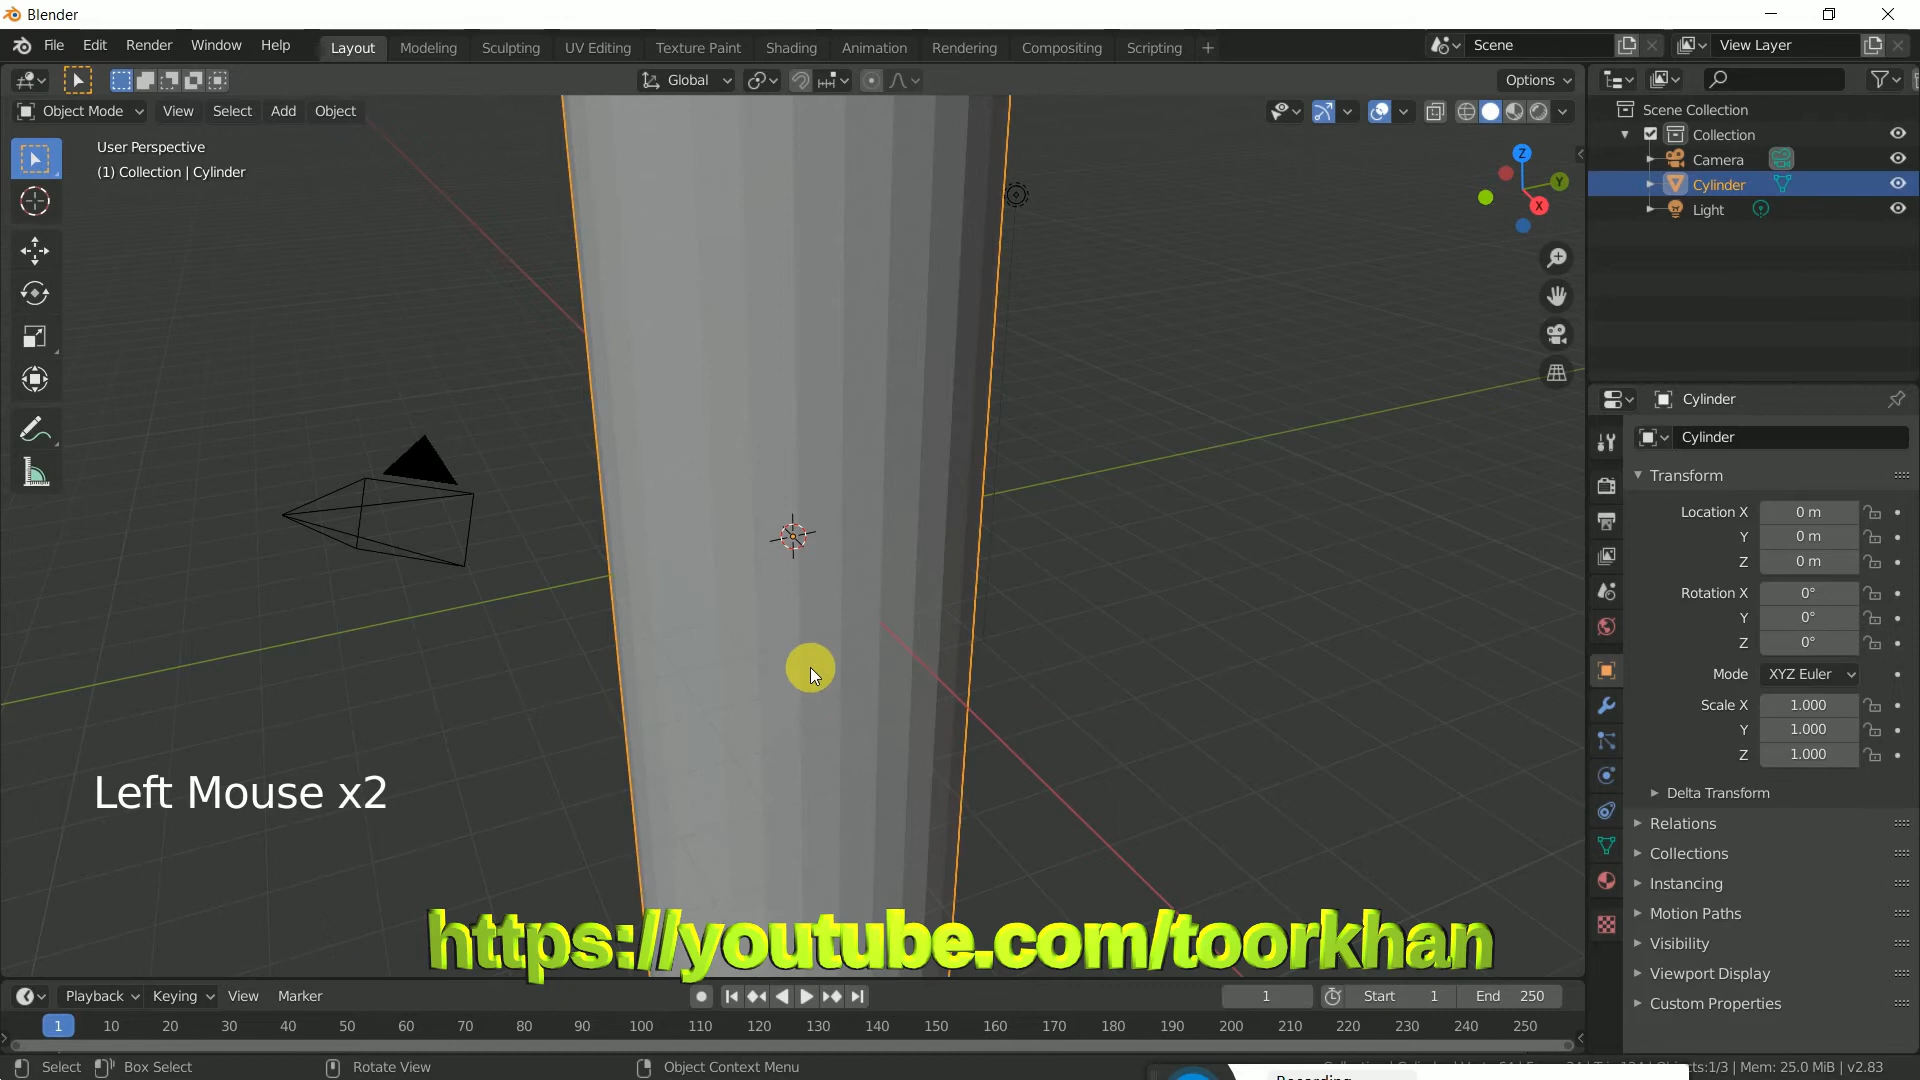 Blender
File Edit Render Window Help Layout Modeling Sculpting UV Editing Texture Paint Shading Animation Rendering Compositing Scripting + Scene View Layer
Global Options
Object Mode View Select Add Object
User Perspective
(1) Collection | Cylinder
Z
Y
X
Scene Collection
Collection
Camera
Cylinder
Light
Cylinder
Cylinder
Transform
Location X 0 m
Y 0 m
Z 0 m
Rotation X 0°
Y 0°
Z 0°
Mode XYZ Euler
Scale X 1.000
Y 1.000
Z 1.000
Delta Transform
Relations
Collections
Instancing
Motion Paths
Visibility
Viewport Display
Custom Properties
Left Mouse x2
https://youtube.com/toorkhan
Playback Keying View Marker 1 Start 1 End 250
1 10 20 30 40 50 60 70 80 90 100 110 120 130 140 150 160 170 180 190 200 210 220 230 240 250
Select Box Select Rotate View Object Context Menu cts:1/3 | Mem: 25.0 MiB | v2.83